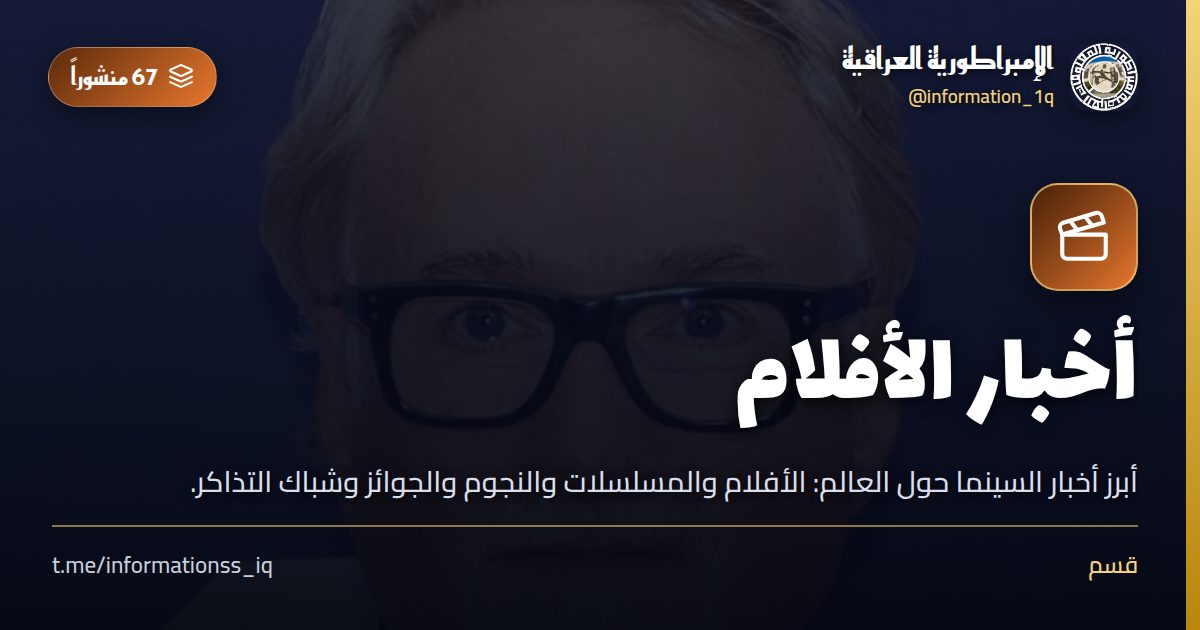 الإمبراطورية العراقية
@information_1q
67 منشوراً
أخبار الأفلام
أبرز أخبار السينما حول العالم: الأفلام والمسلسلات والنجوم والجوائز وشباك التذاكر.
قسم
t.me/informationss_iq